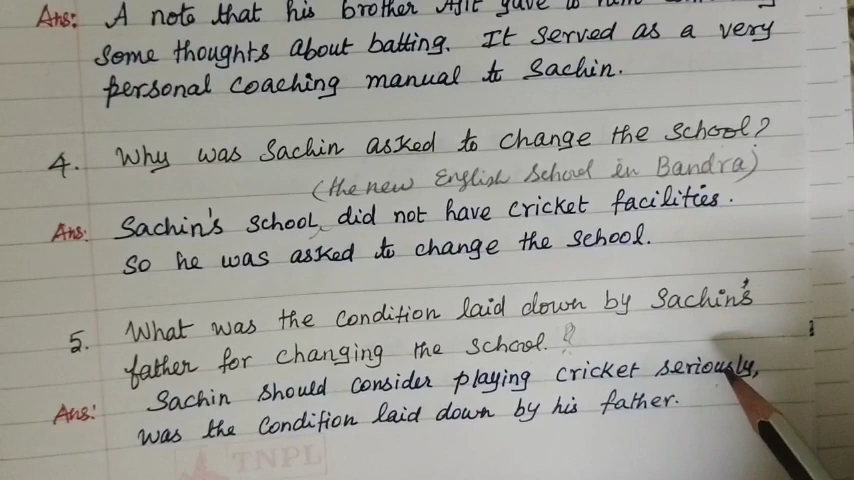 Ans: A note that his brother Ajit gave to him
some thoughts about batting. It served as a very
personal coaching manual to Sachin.
4. Why was Sachin asked to change the school?
(the new English School in Bandra)
Ans: Sachin's school, did not have cricket facilities.
so he was asked to change the school.
5. What was the condition laid down by Sachin's
father for changing the school.?
Ans: Sachin should consider playing cricket seriously,
was the condition laid down by his father.
TNPL